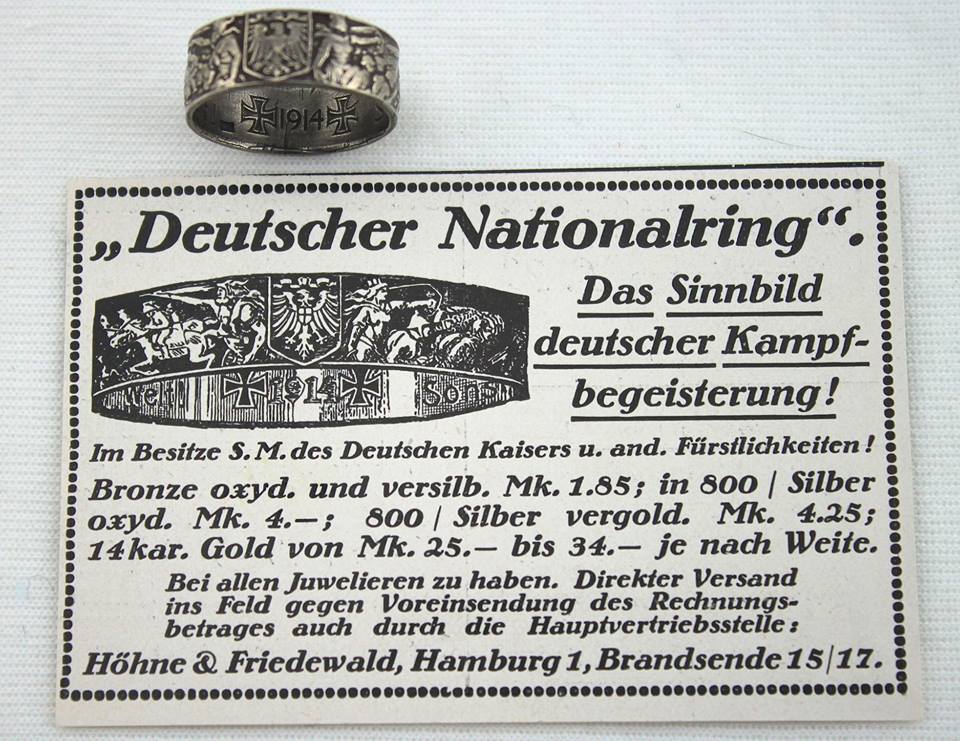 1914
„Deutscher Nationalring“.
1914
Das Sinnbild
deutscher Kampf-
begeisterung!
Im Besitze S.M. des Deutschen Kaisers u. and. Fürstlichkeiten!
Bronze oxyd. und versilb. Mk. 1.85; in 800 | Silber
oxyd. Mk. 4.—; 800 | Silber vergold. Mk. 4.25;
14 kar. Gold von Mk. 25.— bis 34.— je nach Weite.
Bei allen Juwelieren zu haben. Direkter Versand
ins Feld gegen Voreinsendung des Rechnungs-
betrages auch durch die Hauptvertriebsstelle:
Höhne & Friedewald, Hamburg 1, Brandsende 15/17.